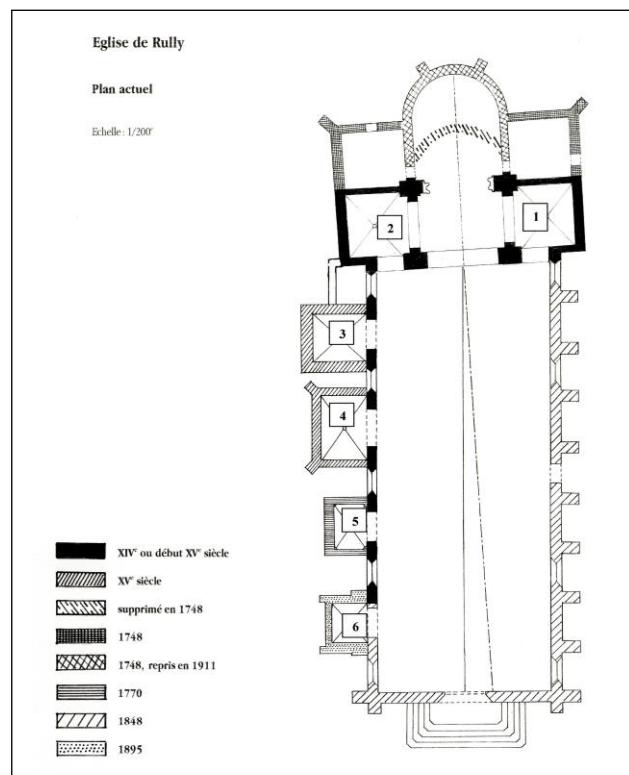 Eglise de Rully
Plan actuel
Echelle : 1/200e
1
2
3
4
5
6
XIVe ou début XVe siècle
XVe siècle
supprimé en 1748
1748
1748, repris en 1911
1770
1848
1895